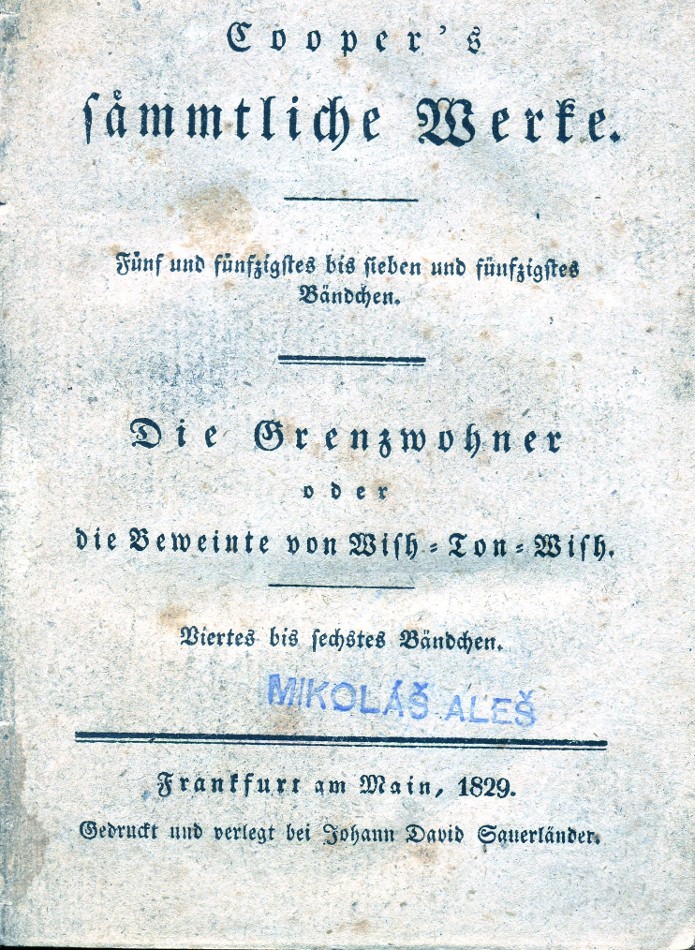 Cooper's
sämmtliche Werke.
Fünf und fünfzigstes bis sieben und fünfzigstes
Bändchen.
Die Grenzwohner
oder
die Beweinte von Wish-Ton-Wish.
Viertes bis sechstes Bändchen.
MIKOLÁŠ ALEŠ
Frankfurt am Main, 1829.
Gedruckt und verlegt bei Johann David Sauerländer.